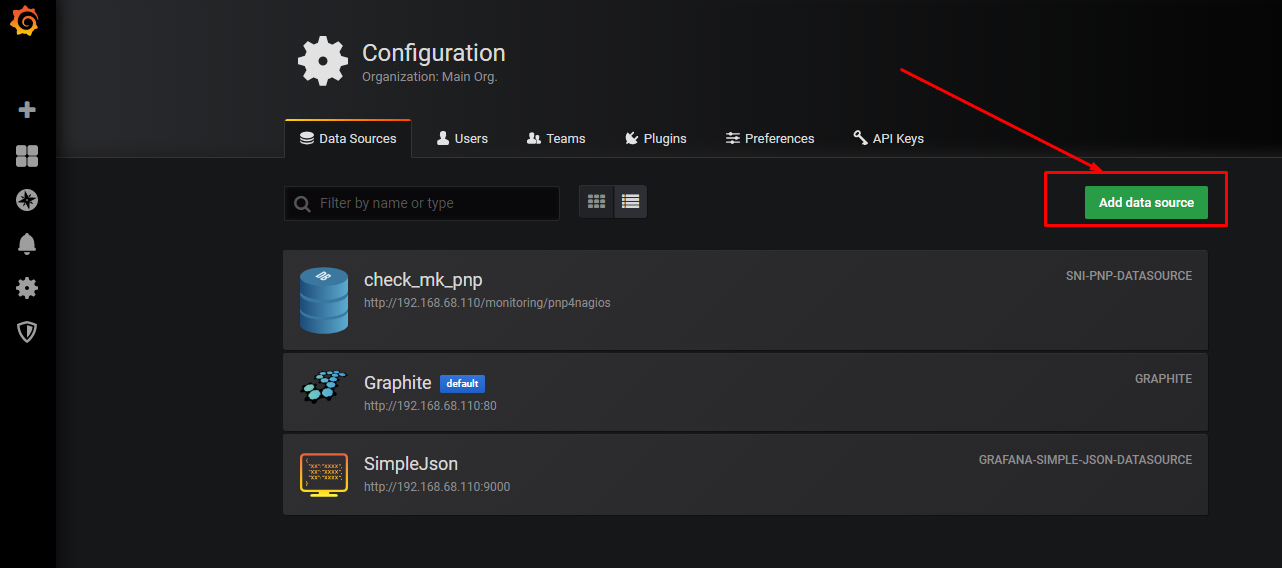 Configuration
Organization: Main Org.
Data Sources Users Teams Plugins Preferences API Keys
Filter by name or type
Add data source
check_mk_pnp
SNI-PNP-DATASOURCE
http://192.168.68.110/monitoring/pnp4nagios
Graphite default
GRAPHITE
http://192.168.68.110:80
SimpleJson
GRAFANA-SIMPLE-JSON-DATASOURCE
http://192.168.68.110:9000